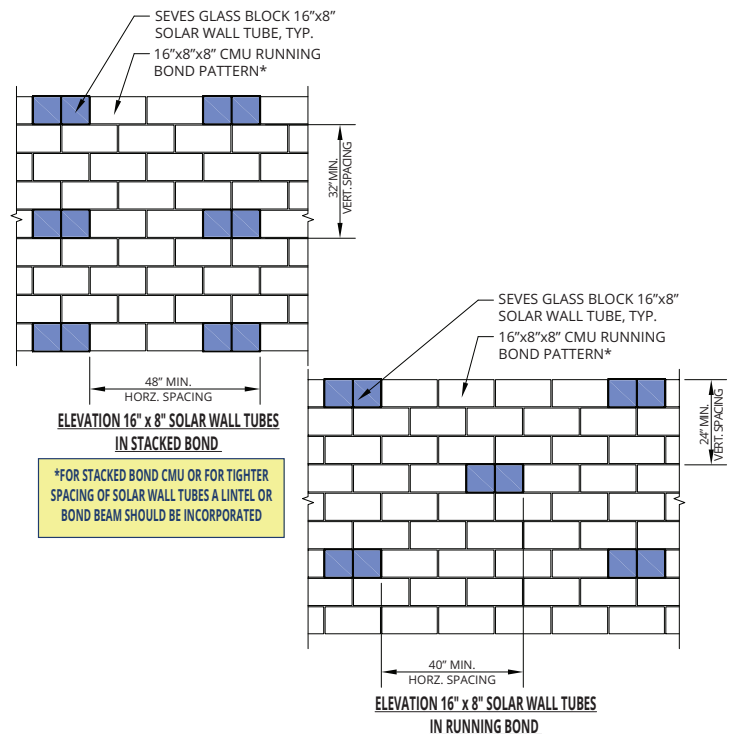 SEVES GLASS BLOCK 16”x8”
SOLAR WALL TUBE, TYP.
16”x8”x8” CMU RUNNING
BOND PATTERN*
32" MIN.
VERT. SPACING
48" MIN.
HORZ. SPACING
ELEVATION 16" x 8" SOLAR WALL TUBES
IN STACKED BOND
*FOR STACKED BOND CMU OR FOR TIGHTER
SPACING OF SOLAR WALL TUBES A LINTEL OR
BOND BEAM SHOULD BE INCORPORATED
SEVES GLASS BLOCK 16”x8”
SOLAR WALL TUBE, TYP.
16”x8”x8” CMU RUNNING
BOND PATTERN*
24" MIN.
VERT. SPACING
40" MIN.
HORZ. SPACING
ELEVATION 16" x 8" SOLAR WALL TUBES
IN RUNNING BOND